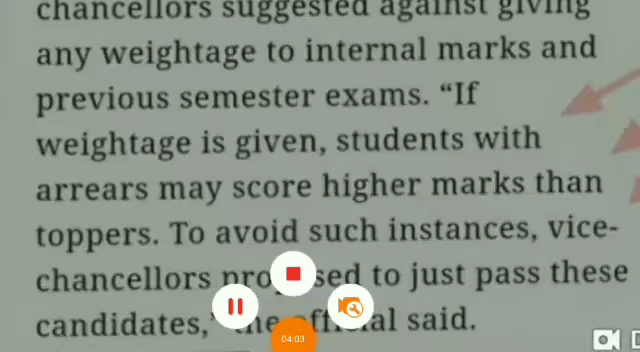 chancellors suggested against giving
any weightage to internal marks and
previous semester exams. “If
weightage is given, students with
arrears may score higher marks than
toppers. To avoid such instances, vice-
chancellors proposed to just pass these
candidates,” the official said.
04:03